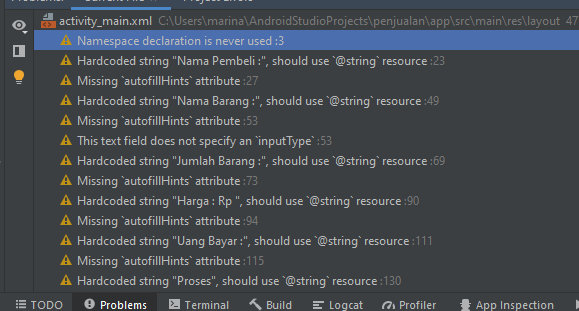 activity_main.xml C:\Users\marina\AndroidStudioProjects\penjualan\app\src\main\res\layout 47
Namespace declaration is never used :3
Hardcoded string "Nama Pembeli :", should use `@string` resource :23
Missing `autofillHints` attribute :27
Hardcoded string "Nama Barang :", should use `@string` resource :49
Missing `autofillHints` attribute :53
This text field does not specify an `inputType` :53
Hardcoded string "Jumlah Barang :", should use `@string` resource :69
Missing `autofillHints` attribute :73
Hardcoded string "Harga : Rp ", should use `@string` resource :90
Missing `autofillHints` attribute :94
Hardcoded string "Uang Bayar :", should use `@string` resource :111
Missing `autofillHints` attribute :115
Hardcoded string "Proses", should use `@string` resource :130
TODO Problems Terminal Build Logcat Profiler App Inspection